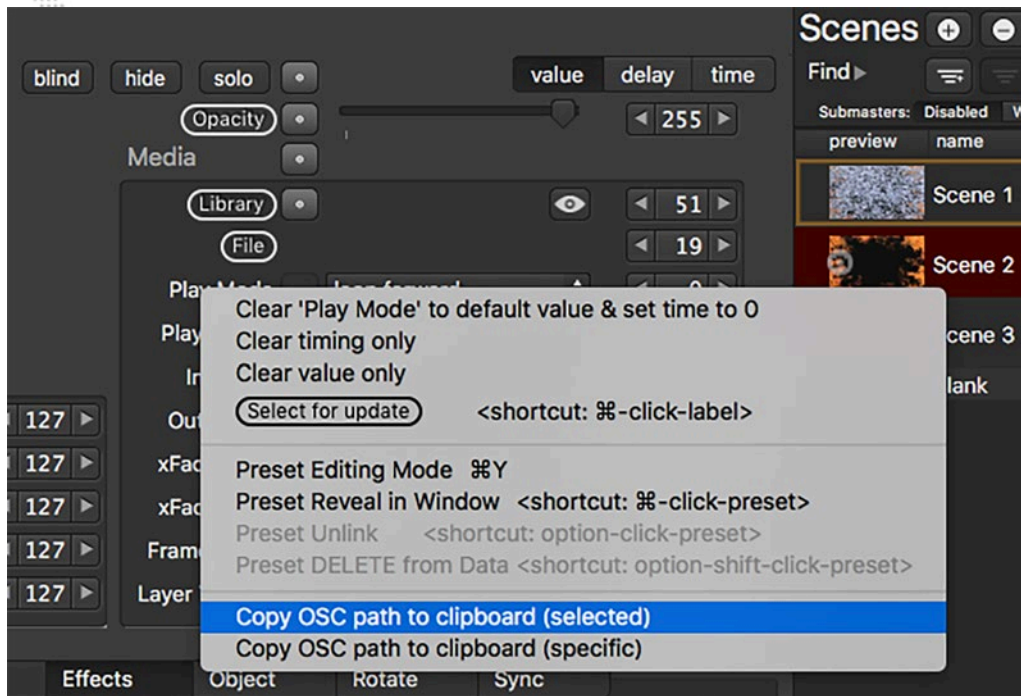 Scenes
blind hide solo value delay time Find
Opacity 255 Submasters: Disabled
Media preview name
Library 51 Scene 1
File 19
Scene 2
Clear 'Play Mode' to default value & set time to 0
Play Clear timing only cene 3
Clear value only lank
127 Select for update <shortcut: ⌘-click-label>
127 Preset Editing Mode ⌘Y
127 Preset Reveal in Window <shortcut: ⌘-click-preset>
Preset Unlink <shortcut: option-click-preset>
127 Preset DELETE from Data <shortcut: option-shift-click-preset>
127 Layer Copy OSC path to clipboard (selected)
Copy OSC path to clipboard (specific)
Effects Object Rotate Sync